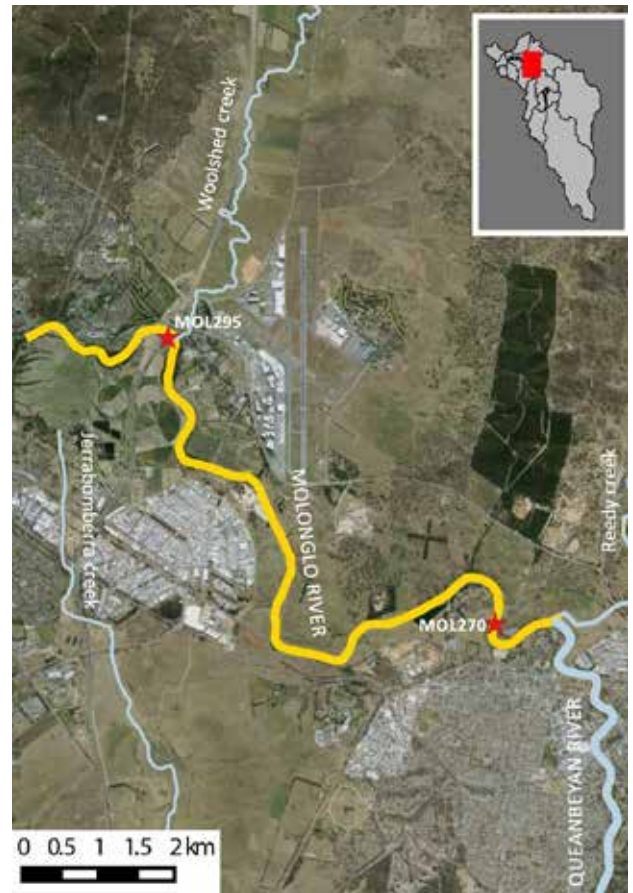 Woolshed creek
MOL295
Jerrabomberra creek
MOLONGLO RIVER
Reedy creek
MOL270
QUEANBEYAN RIVER
0 0.5 1 1.5 2 km